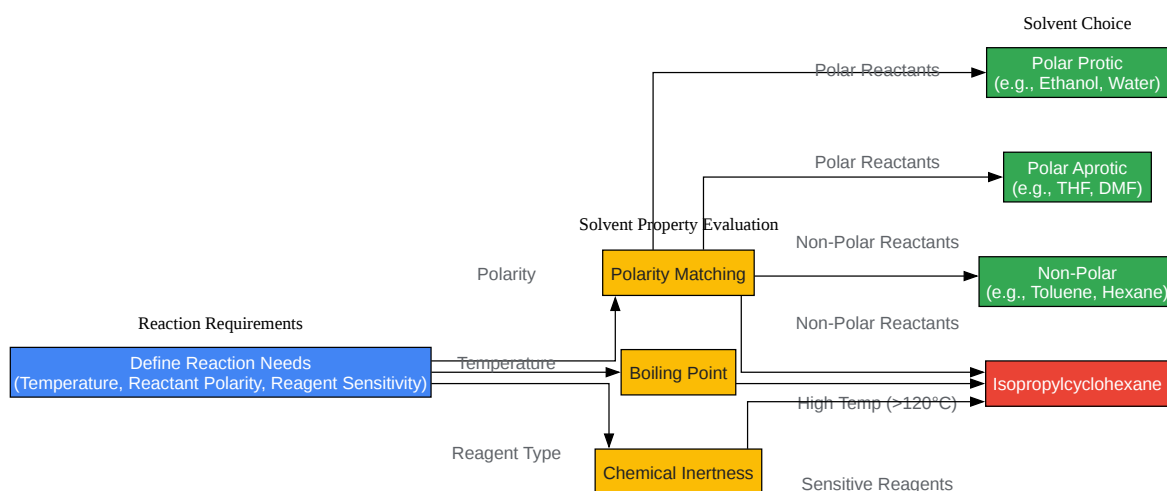 Solvent Choice
Polar Reactants
Polar Protic
(e.g., Ethanol, Water)
Polar Reactants
Polar Aprotic
(e.g., THF, DMF)
Solvent Property Evaluation
Non-Polar Reactants
Polarity
Polarity Matching
Non-Polar
(e.g., Toluene, Hexane)
Reaction Requirements
Non-Polar Reactants
Define Reaction Needs
(Temperature, Reactant Polarity, Reagent Sensitivity)
Temperature
Boiling Point
Isopropylcyclohexane
High Temp (>120°C)
Reagent Type
Chemical Inertness
Sensitive Reagents